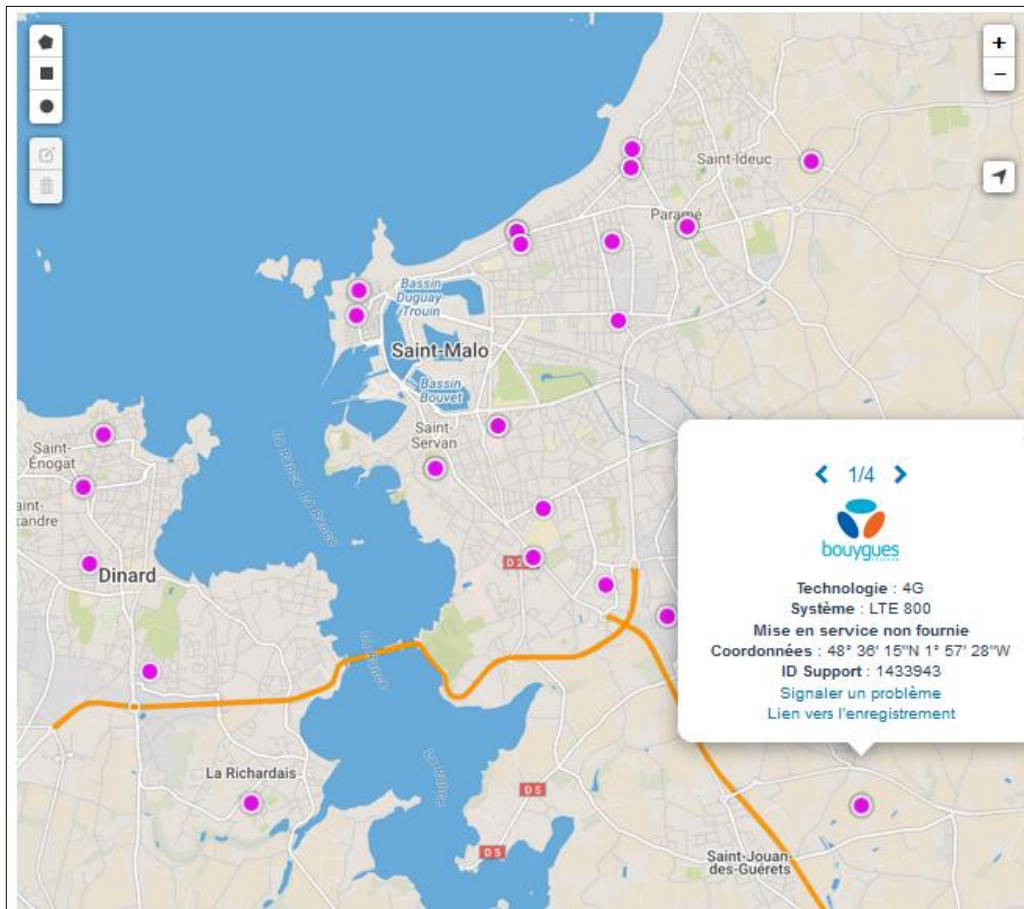 +
−
Saint-Ideuc
Paramé
Bassin
Duguay
Trouin
Saint-Malo
Bassin
Bouvet
Saint-
Servan
Saint-
Énogat
aint-
xandre
La Rance La Rance
D 2
Dinard
La Rance
La Rance
La Richardais
D 5
D 5
Saint-Jouan-
des-Guérets
1/4
bouygues
Technologie : 4G
Système : LTE 800
Mise en service non fournie
Coordonnées : 48° 36' 15"N 1° 57' 28"W
ID Support : 1433943
Signaler un problème
Lien vers l'enregistrement